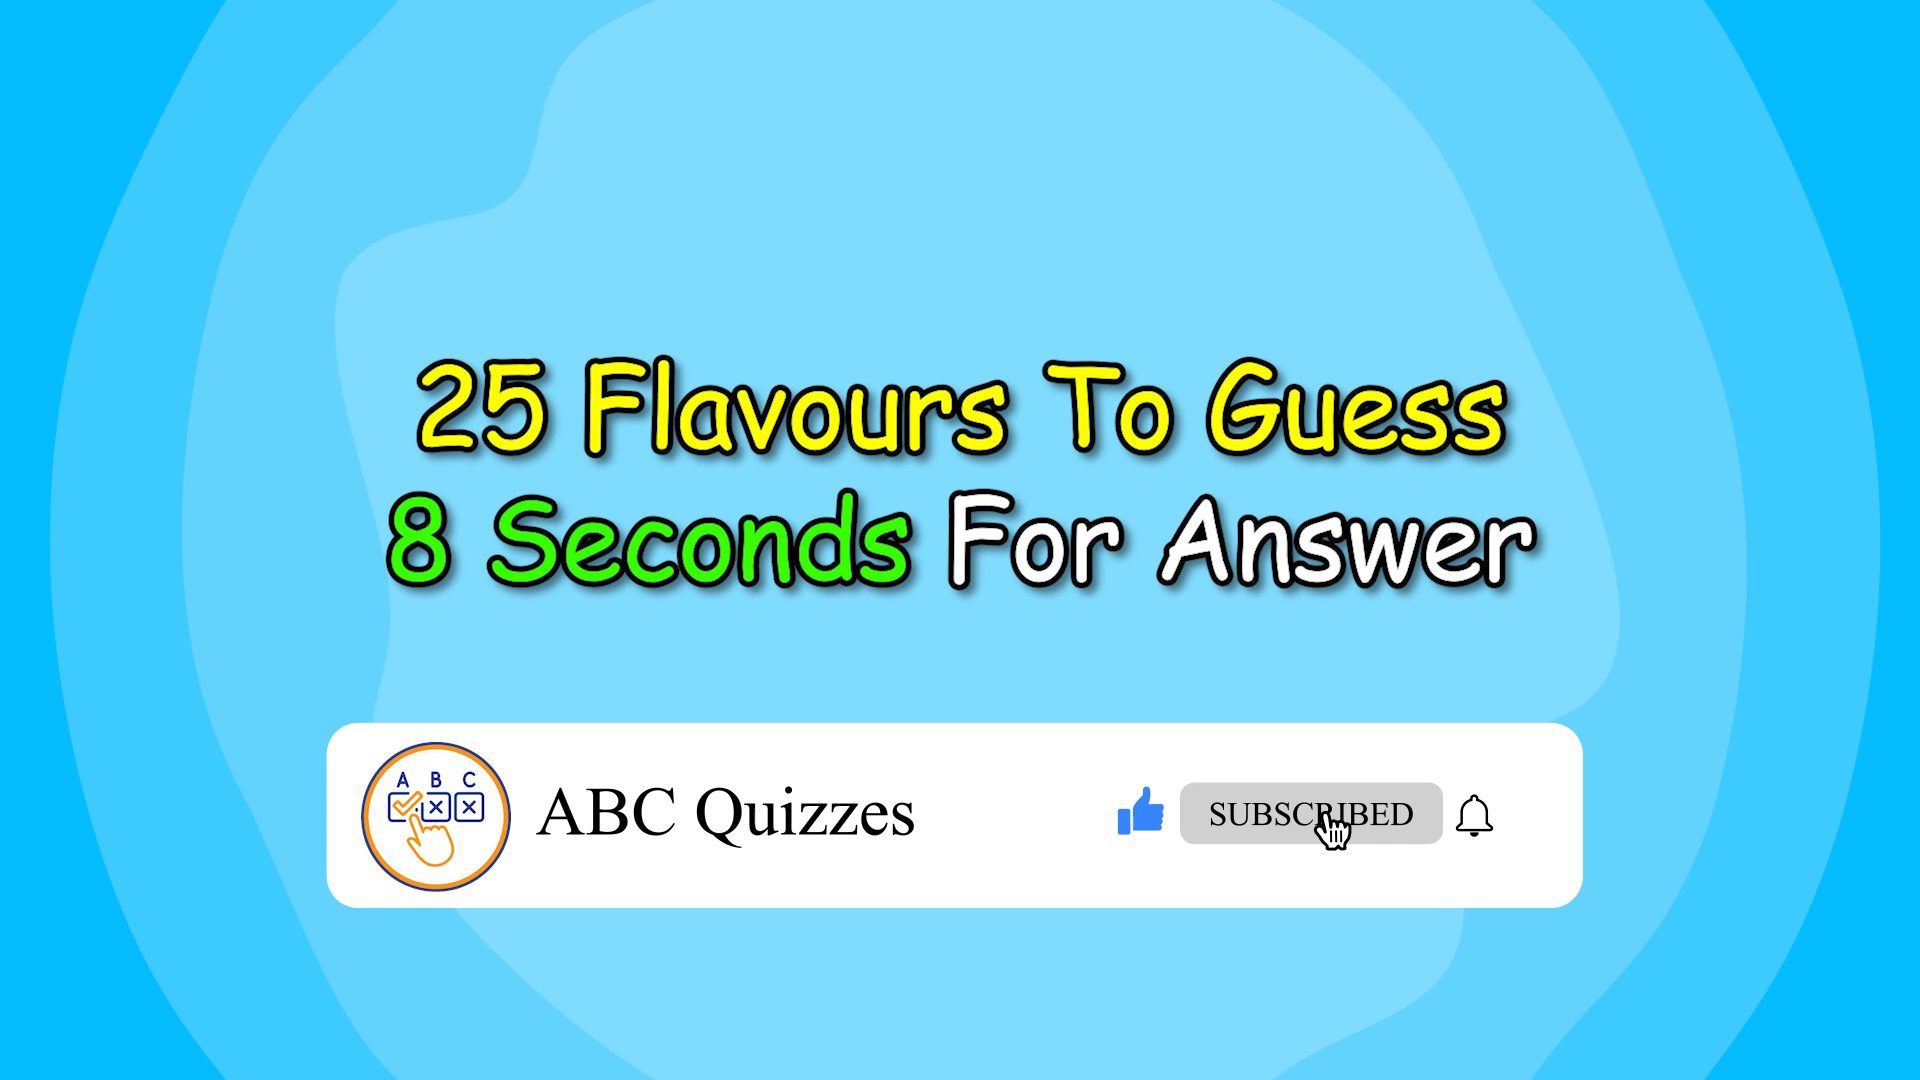 25 Flavours To Guess
8 Seconds For Answer
A B C
ABC Quizzes
SUBSCRIBED